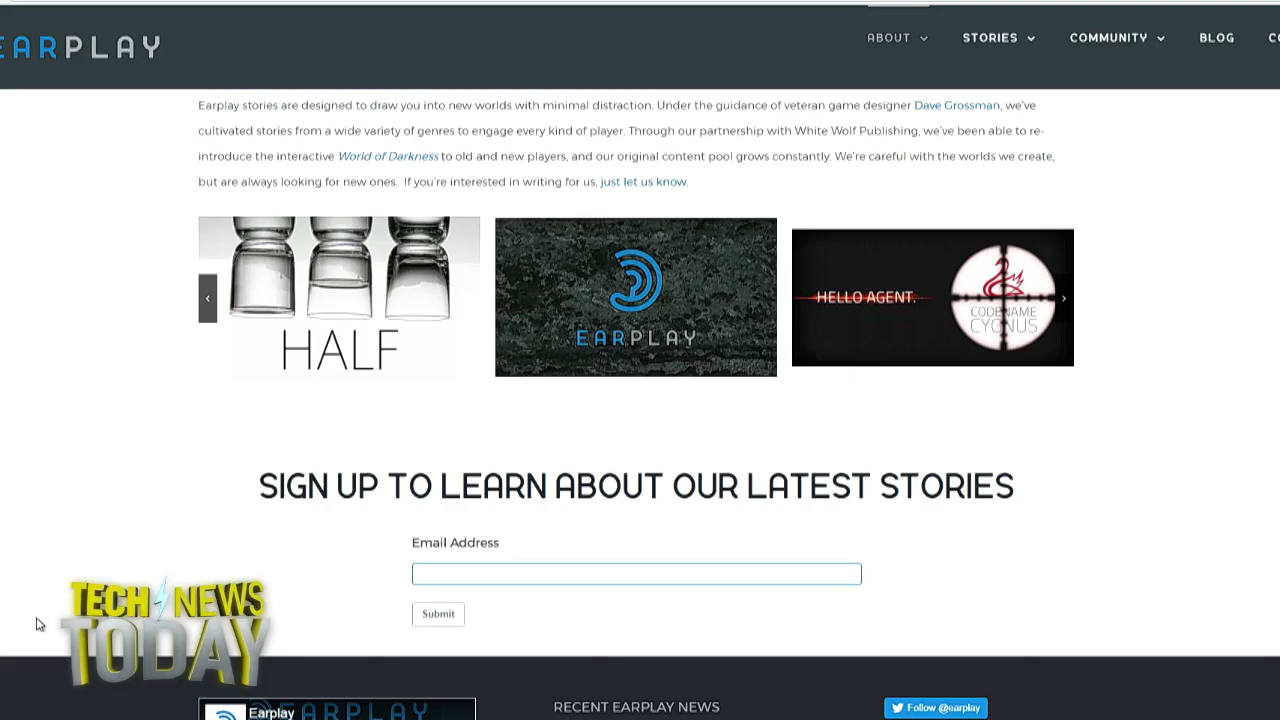 EARPLAY
ABOUT STORIES COMMUNITY BLOG
Earplay stories are designed to draw you into new worlds with minimal distraction. Under the guidance of veteran game designer Dave Grossman, we've
cultivated stories from a wide variety of genres to engage every kind of player. Through our partnership with White Wolf Publishing, we've been able to re-
introduce the interactive World of Darkness to old and new players, and our original content pool grows constantly. We're careful with the worlds we create,
but are always looking for new ones. If you're interested in writing for us, just let us know.
HALF
EARPLAY
HELLO AGENT.
CODENAME
CYGNUS
SIGN UP TO LEARN ABOUT OUR LATEST STORIES
Email Address
Submit
TECH NEWS
TODAY
Earplay
EARPLAY
RECENT EARPLAY NEWS
Follow @earplay